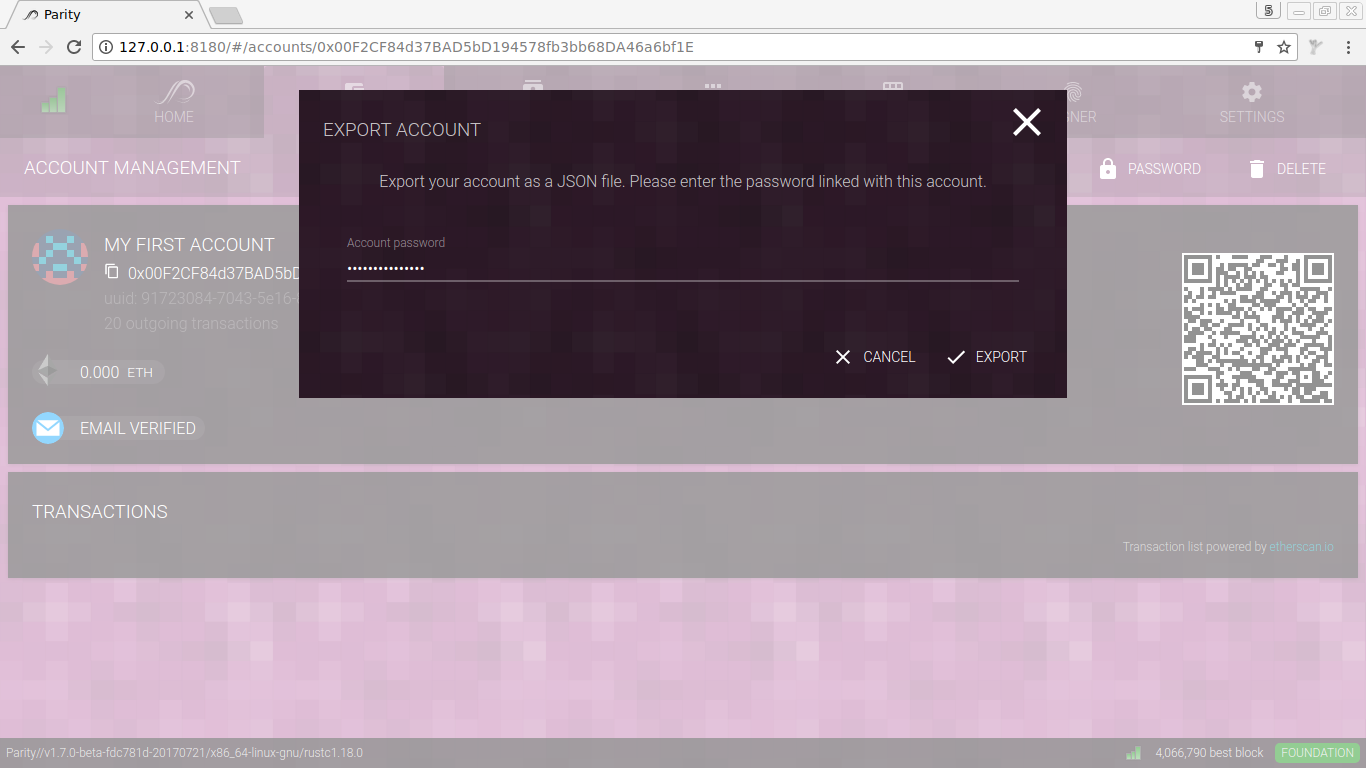 Parity
5
127.0.0.1:8180/#/accounts/0x00F2CF84d37BAD5bD194578fb3bb68DA46a6bf1E
HOME
SETTINGS
ACCOUNT MANAGEMENT
PASSWORD
DELETE
EXPORT ACCOUNT
Export your account as a JSON file. Please enter the password linked with this account.
Account password
•••••••••••••••
CANCEL
EXPORT
MY FIRST ACCOUNT
0x00F2CF84d37BAD5bD
uuid: 91723084-7043-5e16-
20 outgoing transactions
0.000 ETH
EMAIL VERIFIED
TRANSACTIONS
Transaction list powered by etherscan.io
Parity//v1.7.0-beta-fdc781d-20170721/x86_64-linux-gnu/rustc1.18.0
4,066,790 best block
FOUNDATION